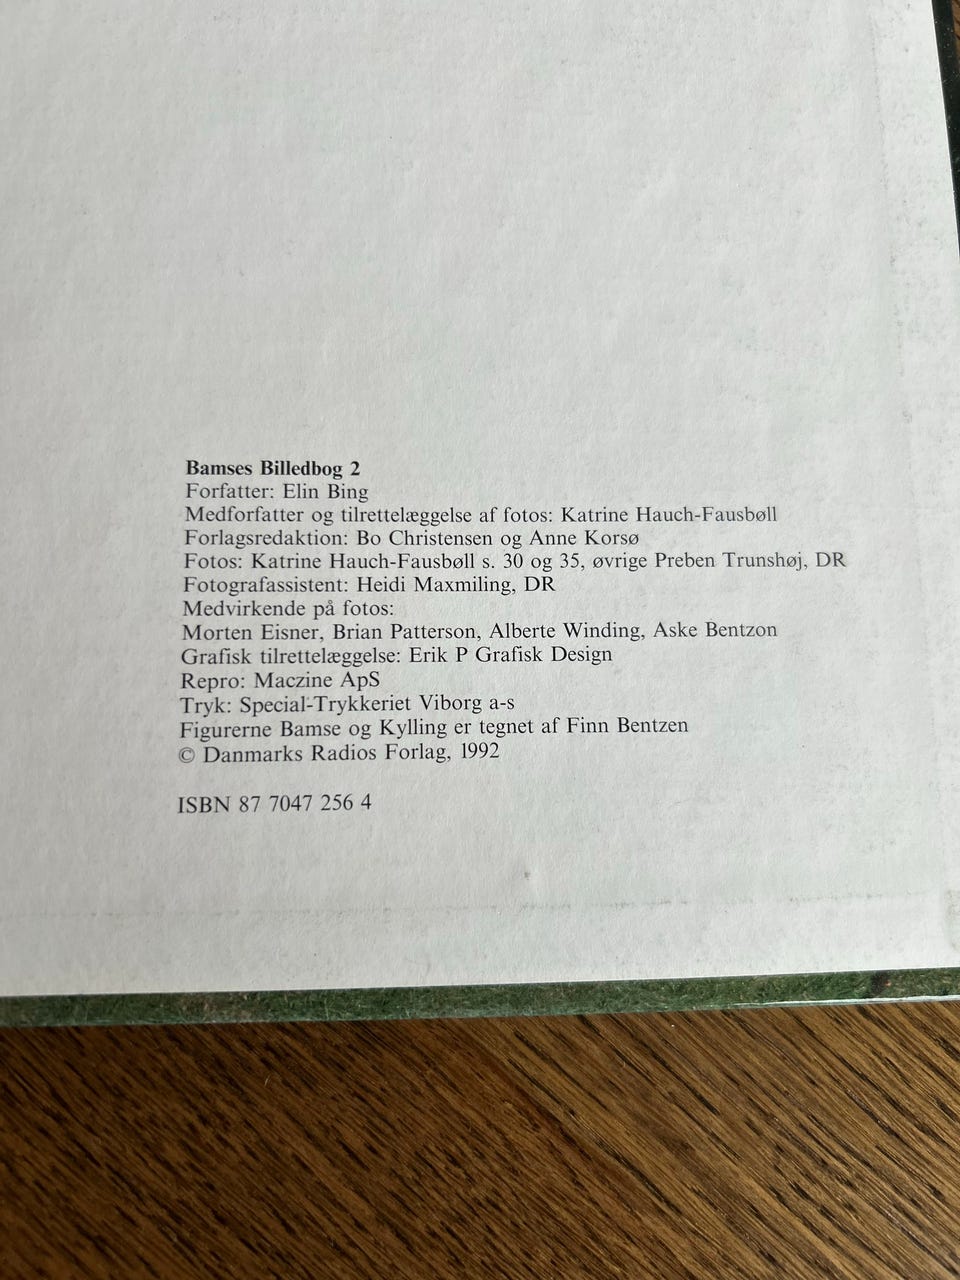 Bamses Billedbog 2
Forfatter: Elin Bing
Medforfatter og tilrettelæggelse af fotos: Katrine Hauch-Fausbøll
Forlagsredaktion: Bo Christensen og Anne Korsø
Fotos: Katrine Hauch-Fausbøll s. 30 og 35, øvrige Preben Trunshøj, DR
Fotografassistent: Heidi Maxmiling, DR
Medvirkende på fotos:
Morten Eisner, Brian Patterson, Alberte Winding, Aske Bentzon
Grafisk tilrettelæggelse: Erik P Grafisk Design
Repro: Maczine ApS
Tryk: Special-Trykkeriet Viborg a-s
Figurerne Bamse og Kylling er tegnet af Finn Bentzen
© Danmarks Radios Forlag, 1992
ISBN 87 7047 256 4